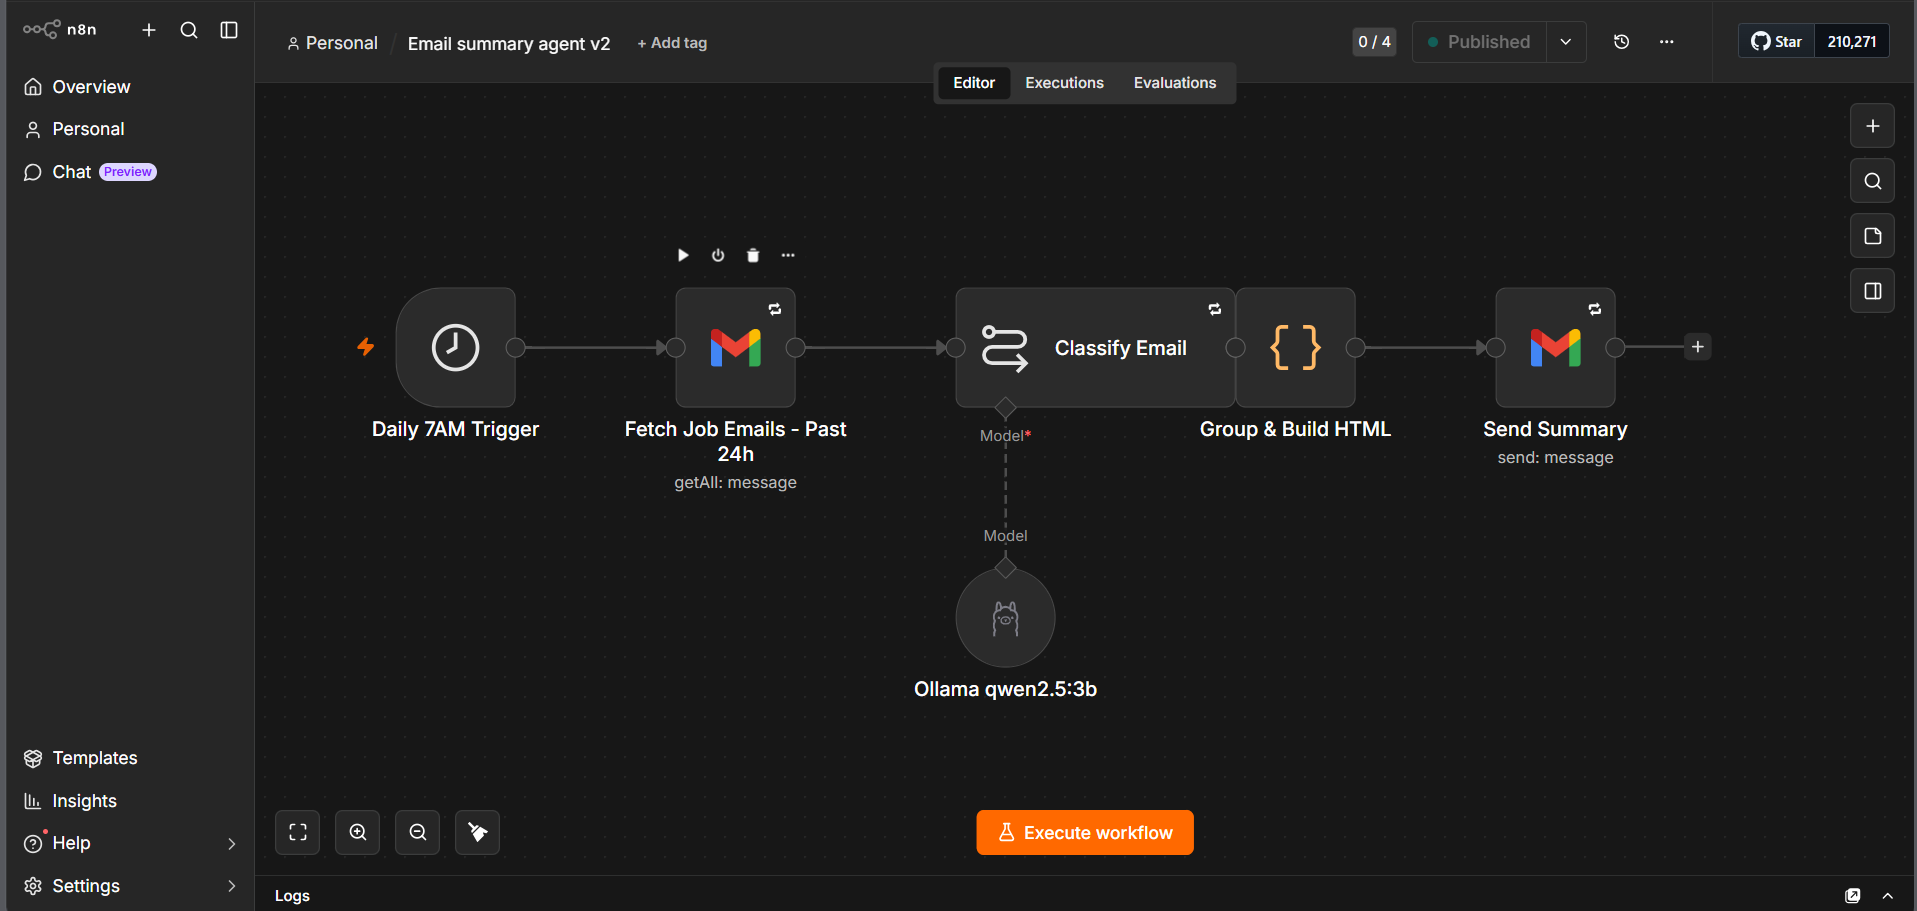 n8n
Personal / Email summary agent v2 + Add tag
0 / 4
Published
Star 210,271
Editor Executions Evaluations
Overview
Personal
Chat Preview
Classify Email
Daily 7AM Trigger
Fetch Job Emails - Past
24h
getAll: message
Model*
Group & Build HTML
Send Summary
send: message
Model
Ollama qwen2.5:3b
Templates
Insights
Help
Settings
Execute workflow
Logs